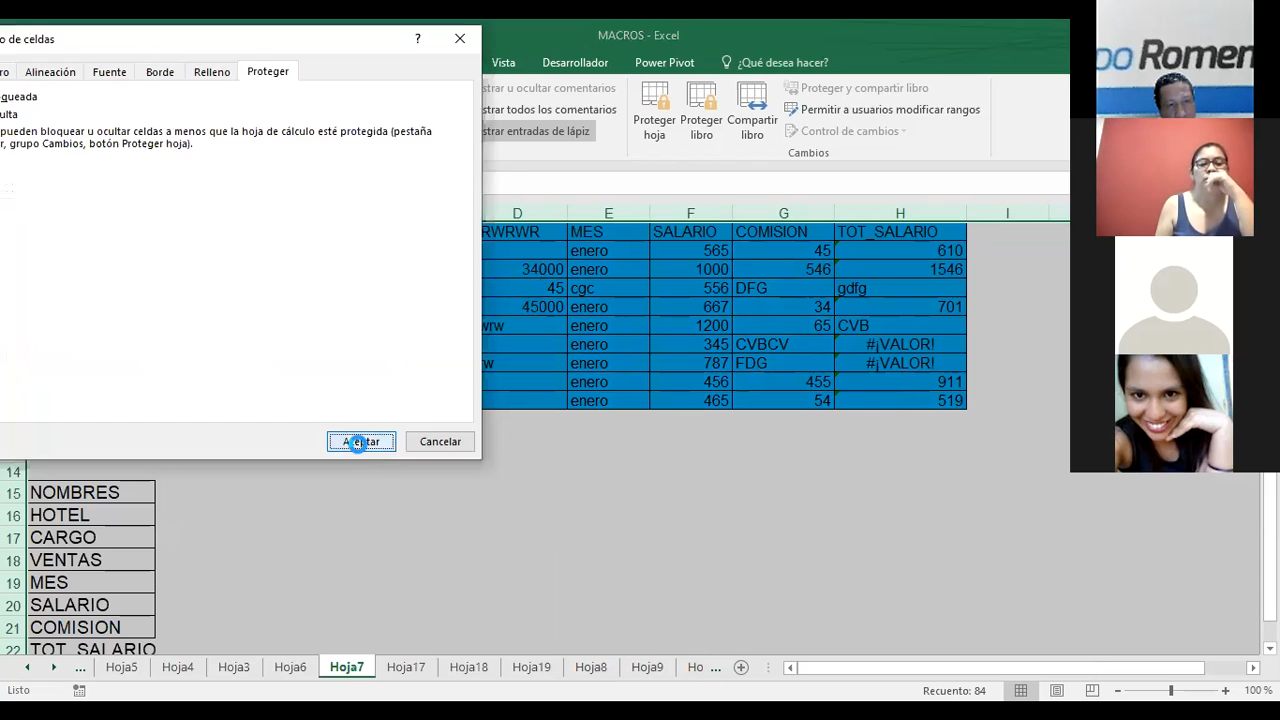 o de celdas
?
MACROS - Excel
ro Alineación Fuente Borde Relleno Proteger
Vista Desarrollador Power Pivot ¿Qué desea hacer?
queada
ulta
pueden bloquear u ocultar celdas a menos que la hoja de cálculo esté protegida (pestaña
r, grupo Cambios, botón Proteger hoja).
strar u ocultar comentarios
strar todos los comentarios
strar entradas de lápiz
Proteger hoja
Proteger libro
Compartir libro
Proteger y compartir libro
Permitir a usuarios modificar rangos
Control de cambios
Cambios
po Romen
D E F G H I
RWRWR MES SALARIO COMISION TOT_SALARIO
enero 565 45 610
34000 enero 1000 546 1546
45 cgc 556 DFG gdfg
45000 enero 667 34 701
wrw enero 1200 65 CVB
enero 345 CVBCV #¡VALOR!
w enero 787 FDG #¡VALOR!
enero 456 455 911
enero 465 54 519
Aceptar Cancelar
14
15 NOMBRES
16 HOTEL
17 CARGO
18 VENTAS
19 MES
20 SALARIO
21 COMISION
22 TOT_SALARIO
... Hoja5 Hoja4 Hoja3 Hoja6 Hoja7 Hoja17 Hoja18 Hoja19 Hoja8 Hoja9 Ho ...
Listo Recuento: 84 100 %